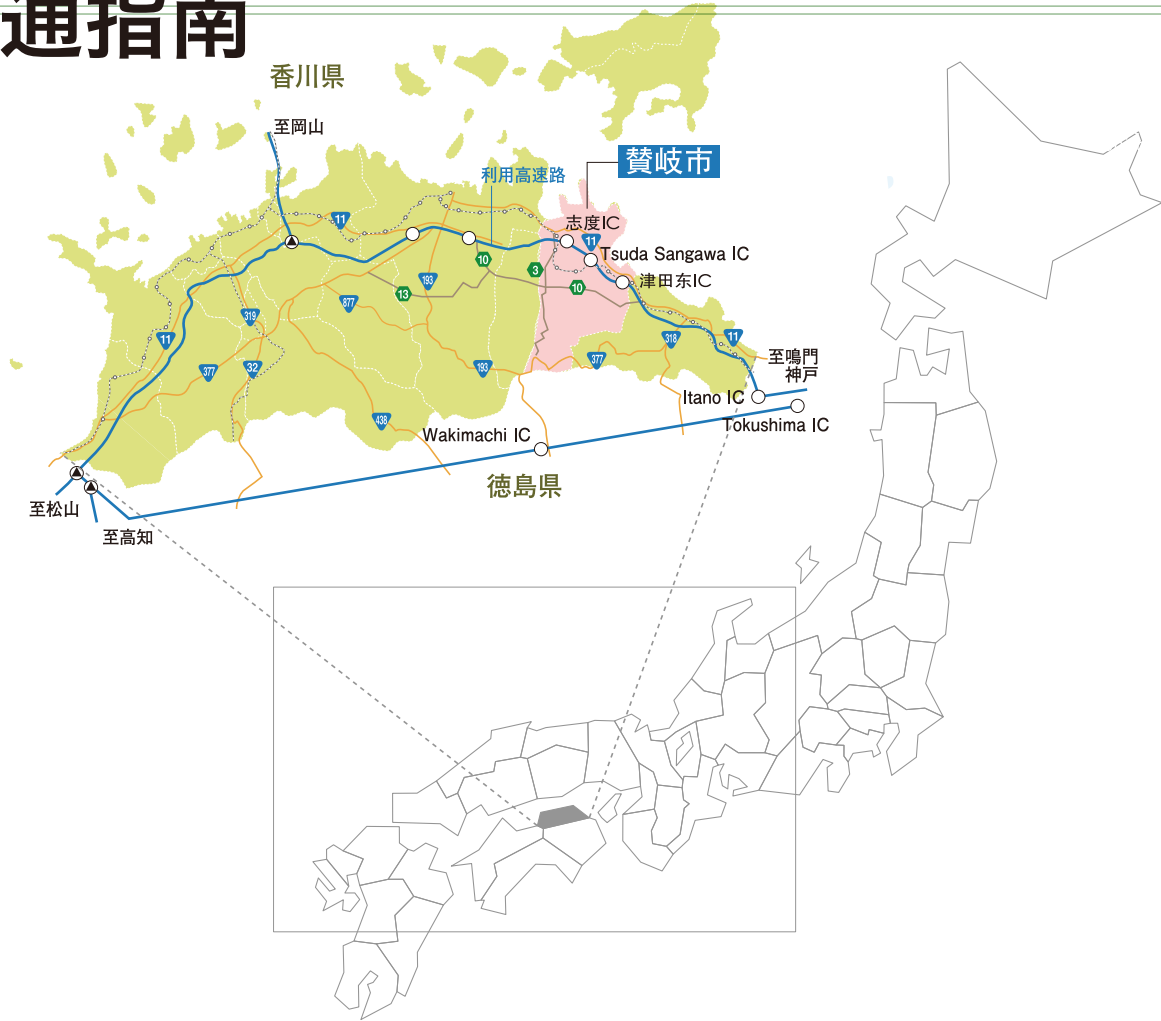 通指南
香川県
至岡山
利用高速路
賛岐市
志度IC
11
11
Tsuda Sangawa IC
10
3
津田东IC
193
10
13
877
319
11
318
11
377
32
193
377
至鳴門
神戸
Itano IC
438
Tokushima IC
Wakimachi IC
徳島県
至松山
至高知